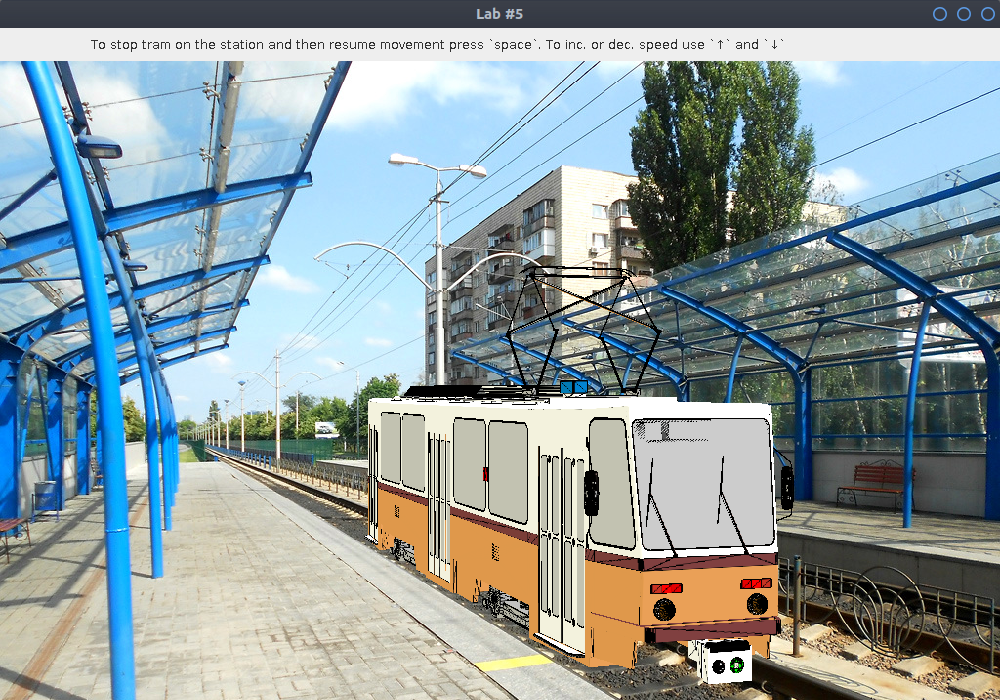 Lab #5
To stop tram on the station and then resume movement press `space`. To inc. or dec. speed use `↑` and `↓`